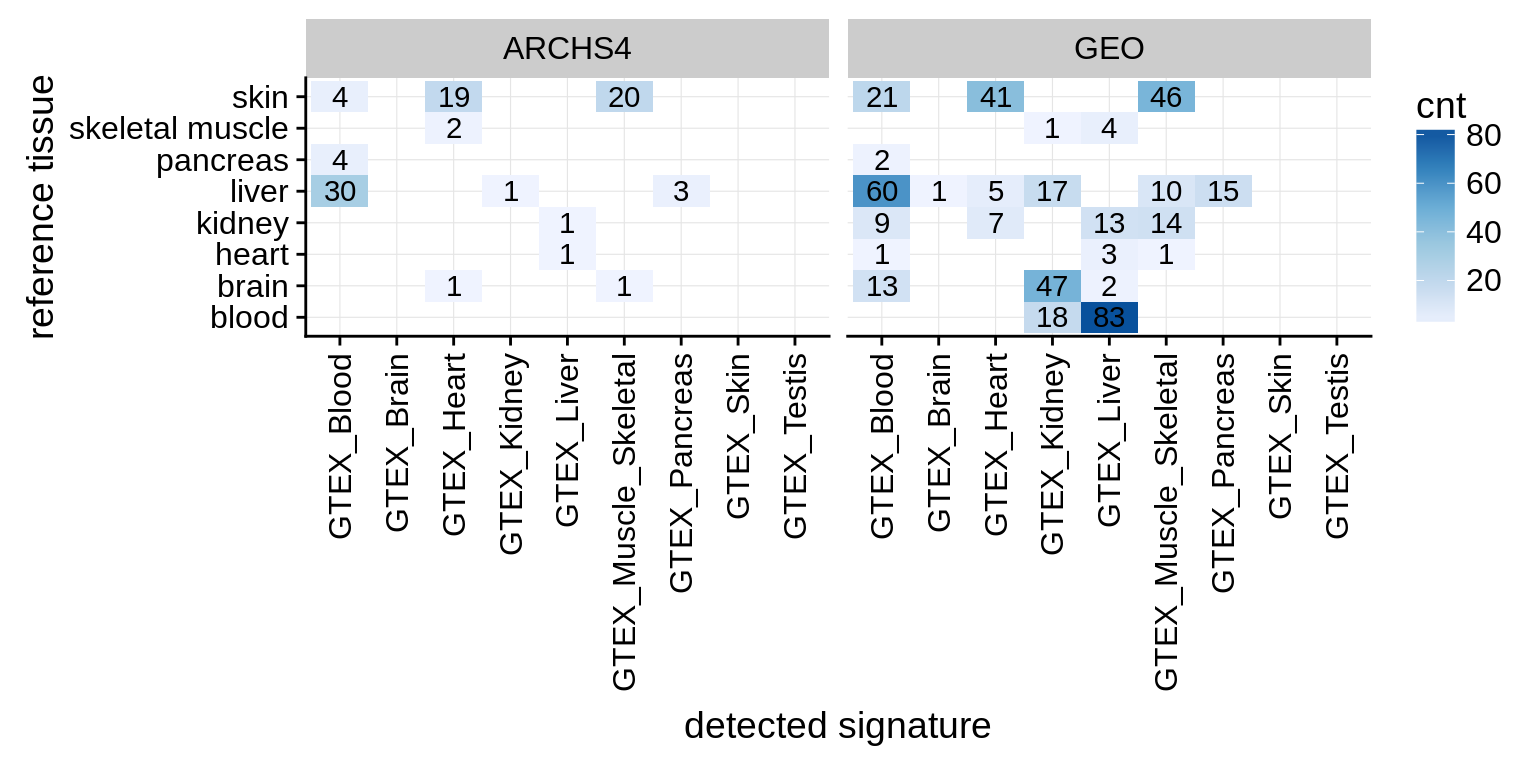 ARCHS4 GEO
reference tissue
cnt
skin 4 19 20 21 41 46
80
skeletal muscle 2 1 4
pancreas 4 2
60
liver 30 1 3 60 1 5 17 10 15
kidney 1 9 7 13 14
40
heart 1 1 3 1
brain 1 1 13 47 2
20
blood 18 83
GTEX_Blood
GTEX_Brain
GTEX_Heart
GTEX_Kidney
GTEX_Liver
GTEX_Muscle_Skeletal
GTEX_Pancreas
GTEX_Skin
GTEX_Testis
GTEX_Blood
GTEX_Brain
GTEX_Heart
GTEX_Kidney
GTEX_Liver
GTEX_Muscle_Skeletal
GTEX_Pancreas
GTEX_Skin
GTEX_Testis
detected signature